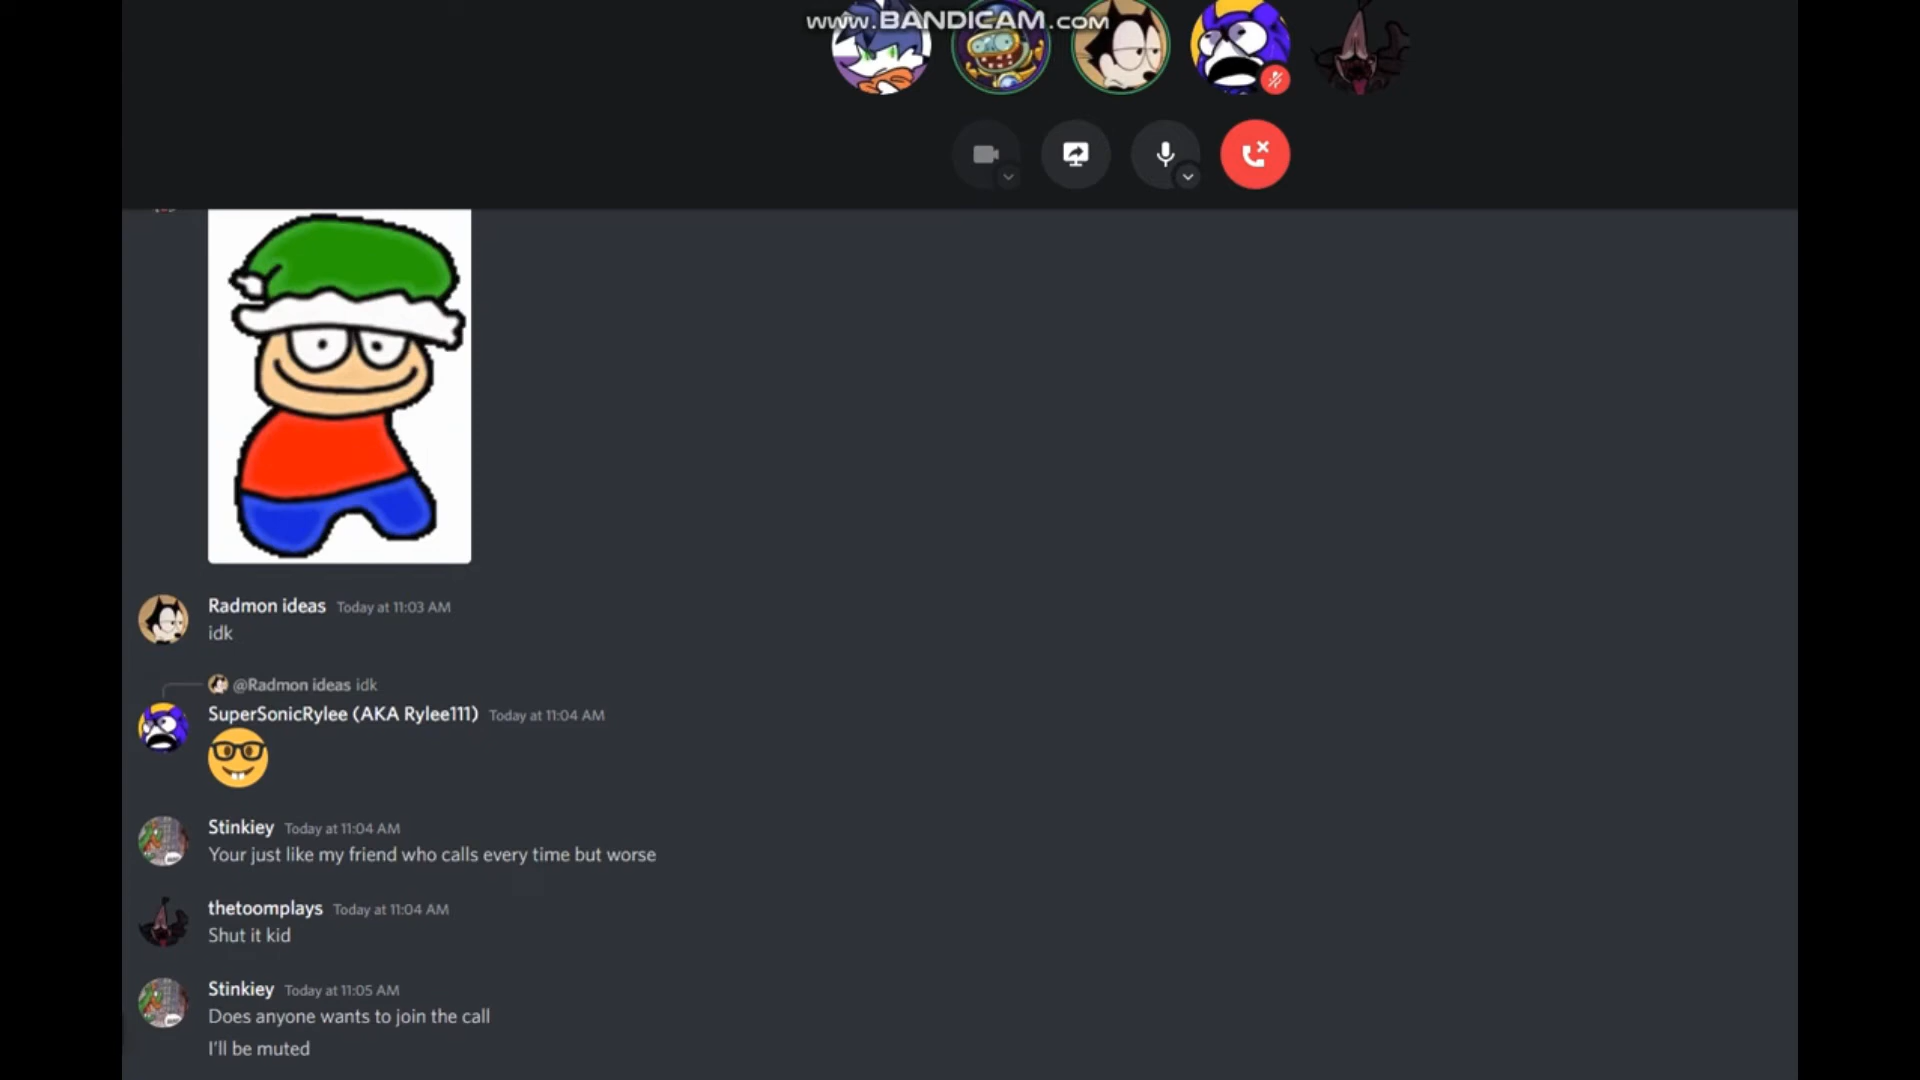 www.BANDICAM.com
Radmon ideas Today at 11:03 AM
idk
@Radmon ideas idk
SuperSonicRylee (AKA Rylee111) Today at 11:04 AM
Stinkiey Today at 11:04 AM
Your just like my friend who calls every time but worse
thetoomplays Today at 11:04 AM
Shut it kid
Stinkiey Today at 11:05 AM
Does anyone wants to join the call
I'll be muted